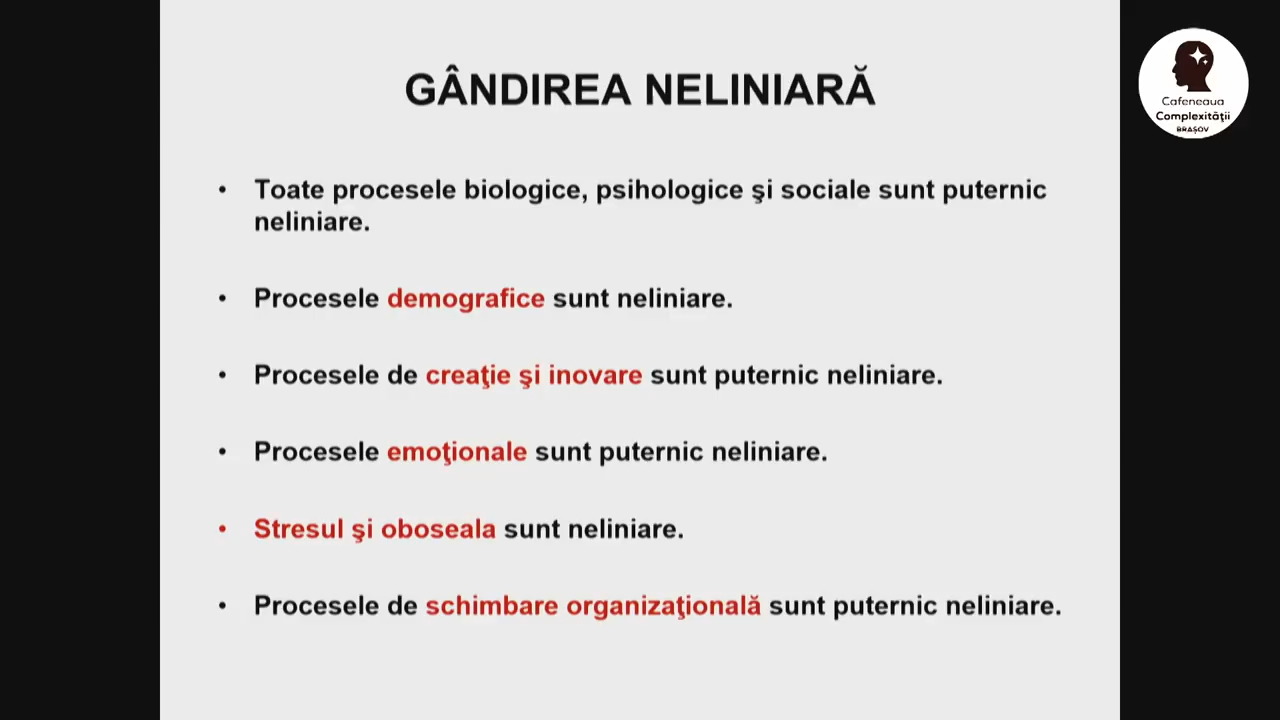 GÂNDIREA NELINIARĂ
Cafeneaua
Complexităţii
BRAȘOV
• Toate procesele biologice, psihologice şi sociale sunt puternic
neliniare.
• Procesele demografice sunt neliniare.
• Procesele de creaţie şi inovare sunt puternic neliniare.
• Procesele emoţionale sunt puternic neliniare.
• Stresul şi oboseala sunt neliniare.
• Procesele de schimbare organizaţională sunt puternic neliniare.